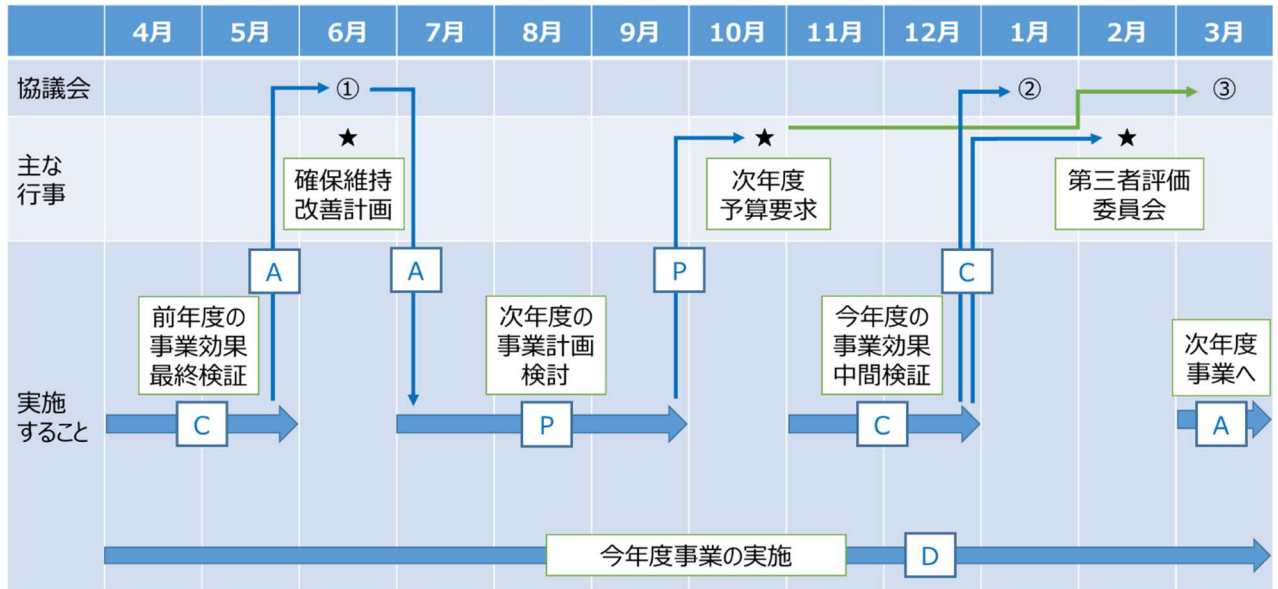 4月 5月 6月 7月 8月 9月 10月 11月 12月 1月 2月 3月
協議会
① ② ③
主な
行事
★ ★ ★
確保維持
改善計画
次年度
予算要求
第三者評価
委員会
A A P C
実施
すること
前年度の
事業効果
最終検証
次年度の
事業計画
検討
今年度の
事業効果
中間検証
次年度
事業へ
C P C A
今年度事業の実施 D